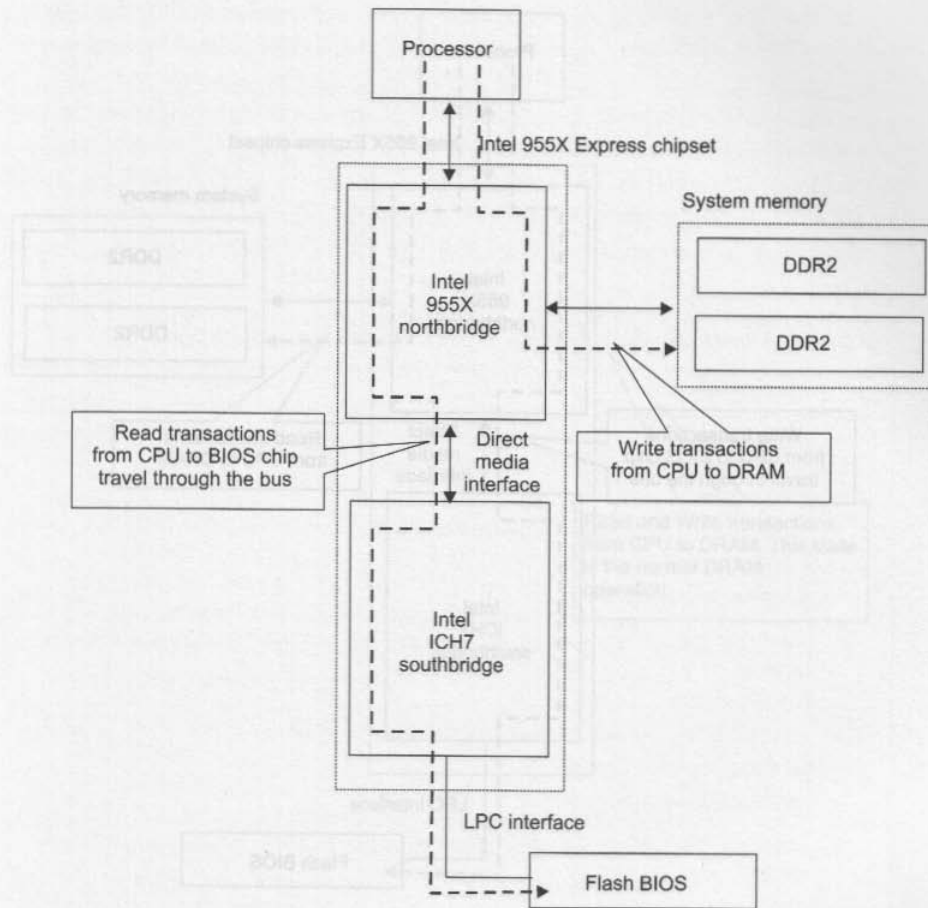 Processor
Intel 955X Express chipset
System memory
DDR2
DDR2
Intel
955X
northbridge
Read transactions
from CPU to BIOS chip
travel through the bus
Direct
media
interface
Write transactions
from CPU to DRAM
Intel
ICH7
southbridge
LPC interface
Flash BIOS